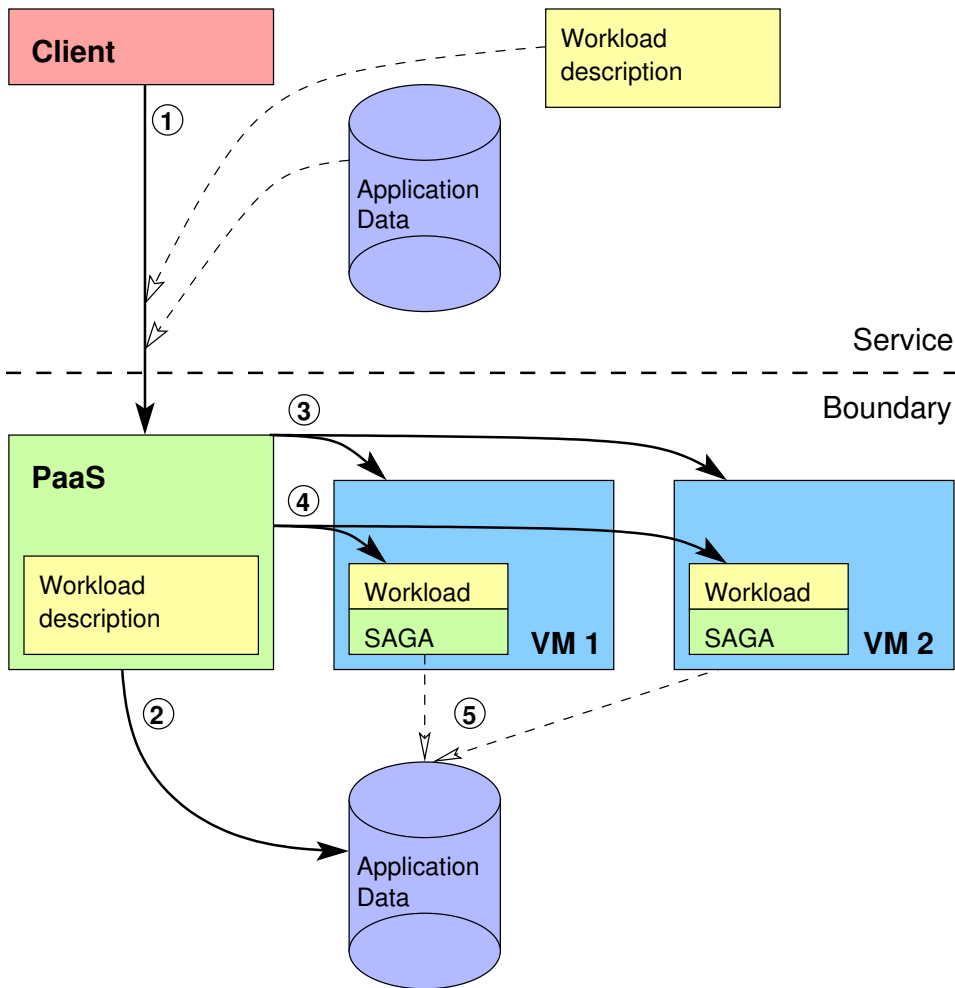 Client
Workload
description
1
Application
Data
Service
Boundary
3
PaaS
4
Workload
description
Workload
SAGA
VM 1
Workload
SAGA
VM 2
2
5
Application
Data